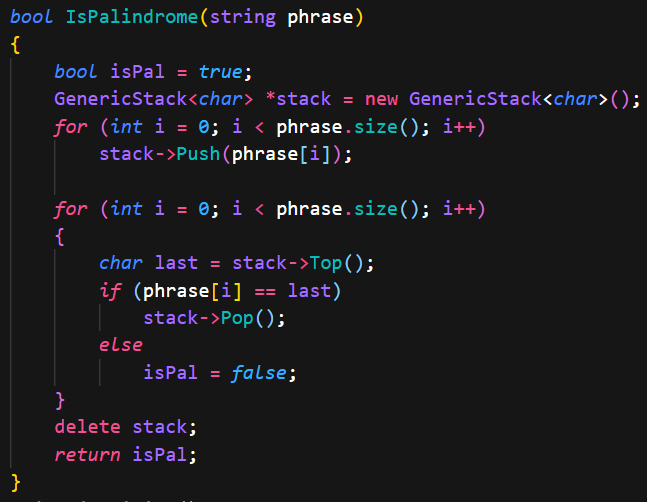 bool IsPalindrome(string phrase)
{
bool isPal = true;
GenericStack<char> *stack = new GenericStack<char>();
for (int i = 0; i < phrase.size(); i++)
stack->Push(phrase[i]);
for (int i = 0; i < phrase.size(); i++)
{
char last = stack->Top();
if (phrase[i] == last)
stack->Pop();
else
isPal = false;
}
delete stack;
return isPal;
}